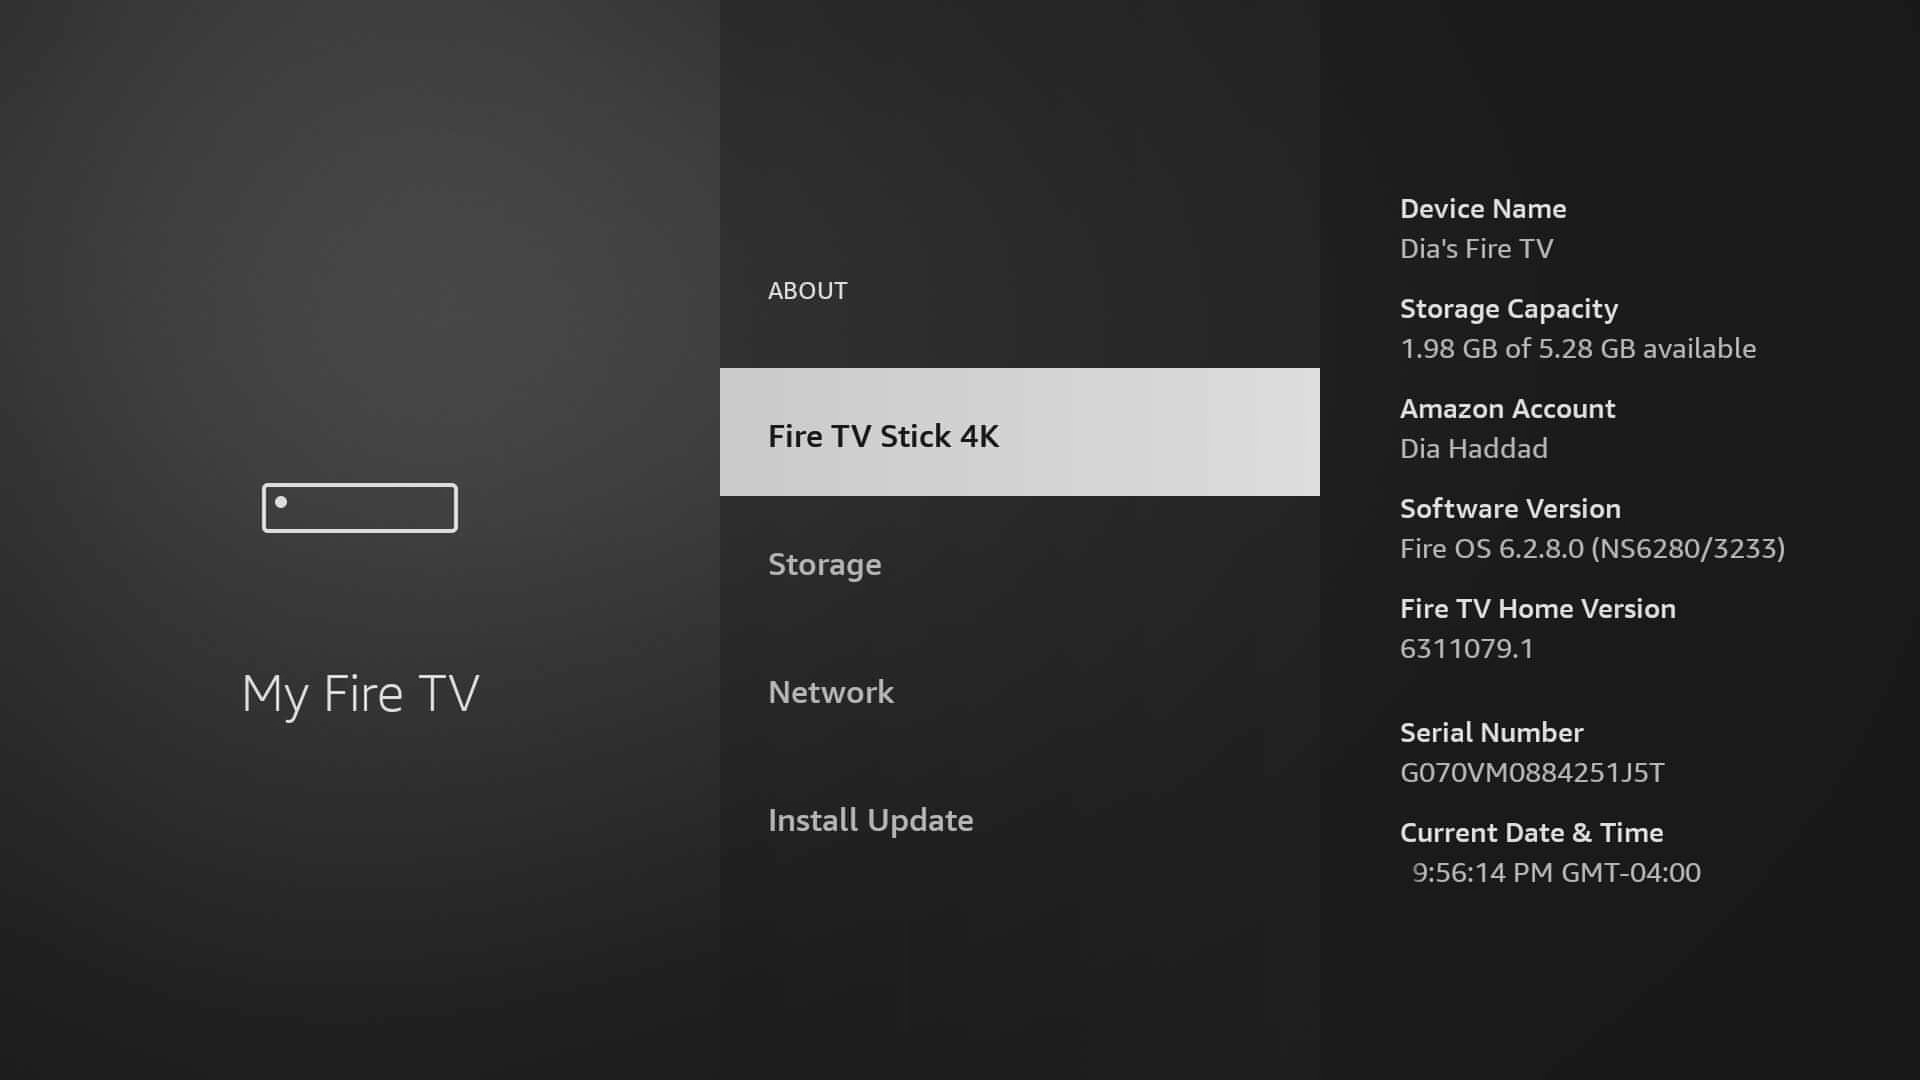 My Fire TV
ABOUT
Fire TV Stick 4K
Storage
Network
Install Update
Device Name
Dia's Fire TV
Storage Capacity
1.98 GB of 5.28 GB available
Amazon Account
Dia Haddad
Software Version
Fire OS 6.2.8.0 (NS6280/3233)
Fire TV Home Version
6311079.1
Serial Number
G070VM0884251J5T
Current Date & Time
9:56:14 PM GMT-04:00